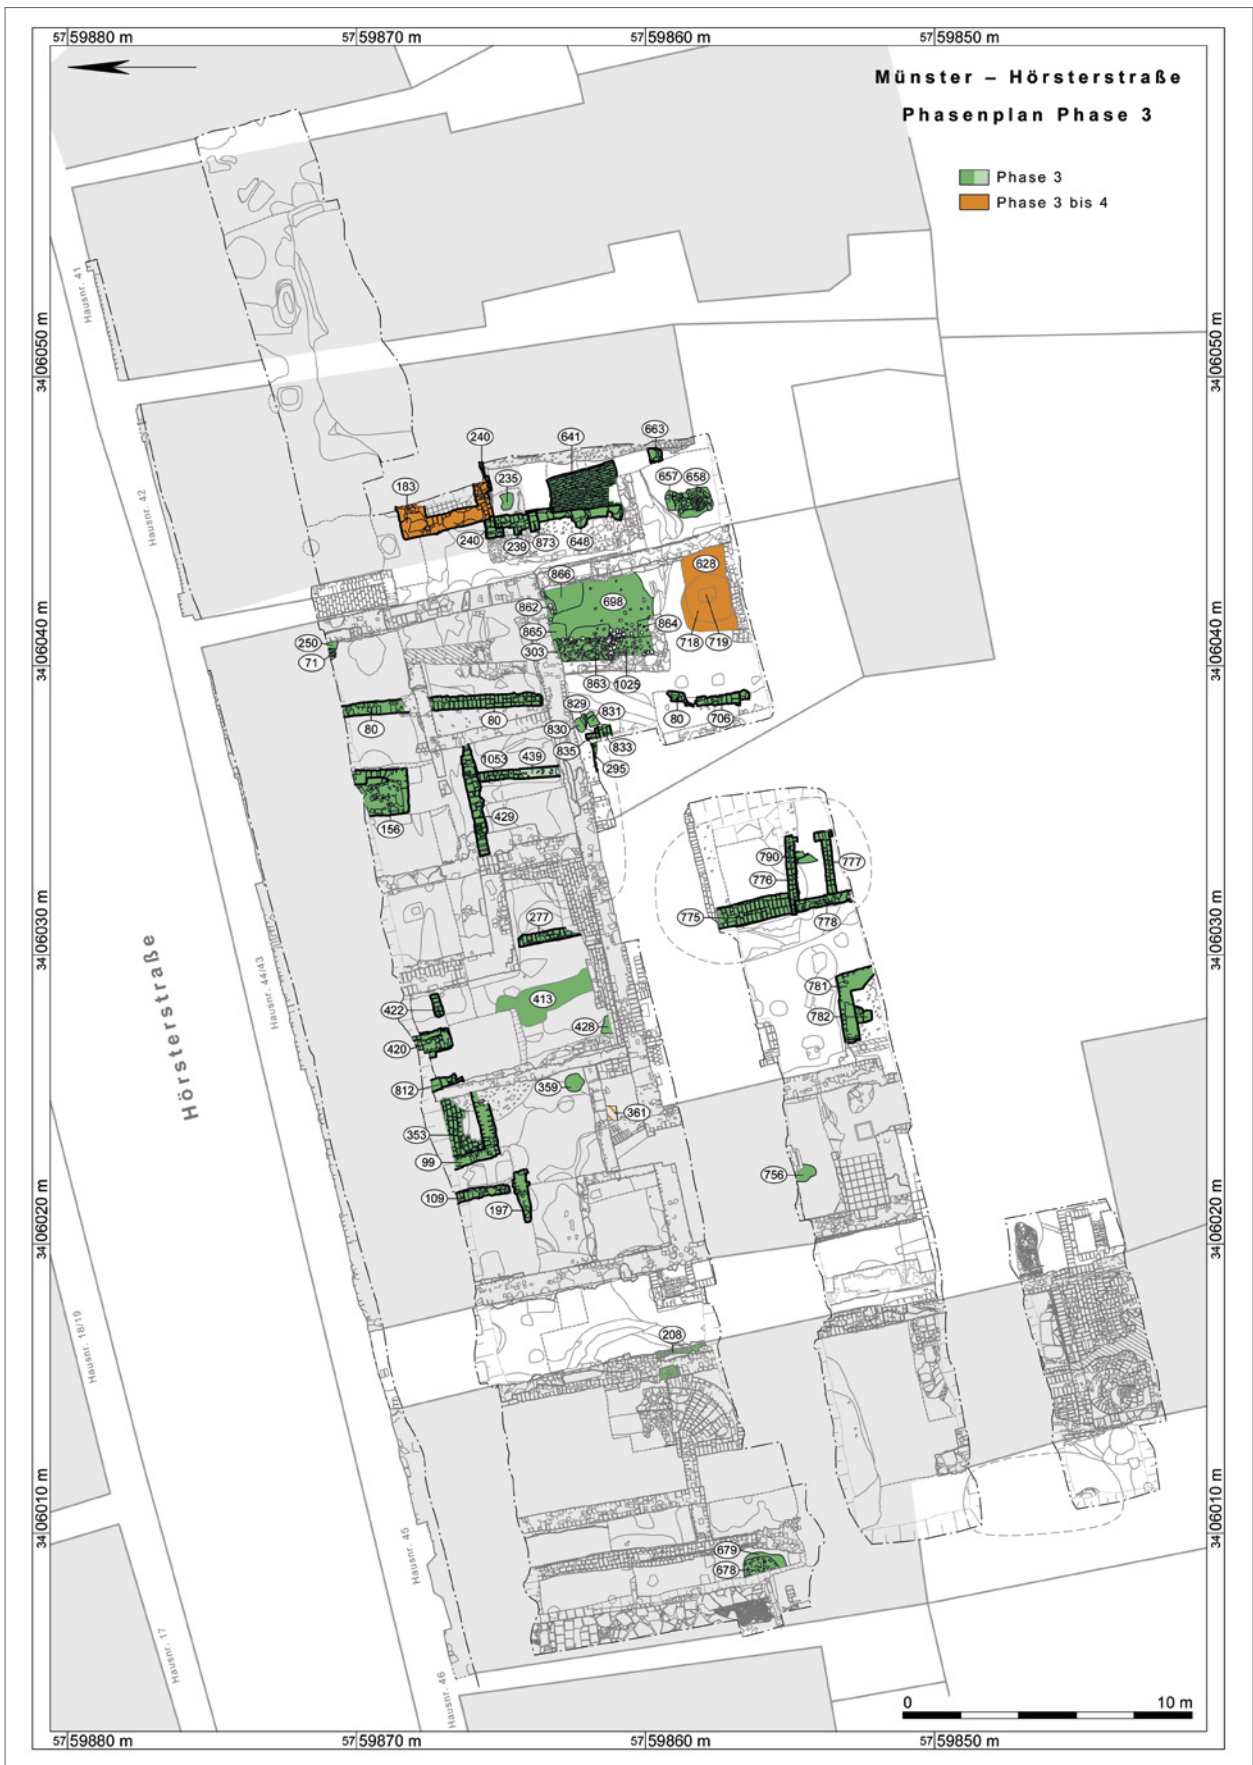 57 59880 m
57 59870 m
57 59860 m
57 59850 m
Münster – Hörsterstraße
Phasenplan Phase 3
Phase 3
Phase 3 bis 4
Hausnr. 41
34 06050 m
34 06050 m
240
641
663
183
235
657
658
Hausnr. 42
240
239
873
648
866
628
862
698
865
864
250
303
718
719
34 06040 m
34 06040 m
71
863
1025
829
831
80
80
830
80
706
835
833
1053
439
295
156
429
790
777
776
775
778
277
34 06030 m
34 06030 m
Hörsterstraße
Hausnr. 44/43
413
781
422
428
782
420
812
359
361
353
99
756
109
197
34 06020 m
34 06020 m
Hausnr. 18/19
208
34 06010 m
34 06010 m
Hausnr. 45
679
678
Hausnr. 17
Hausnr. 46
0
10 m
57 59880 m
57 59870 m
57 59860 m
57 59850 m